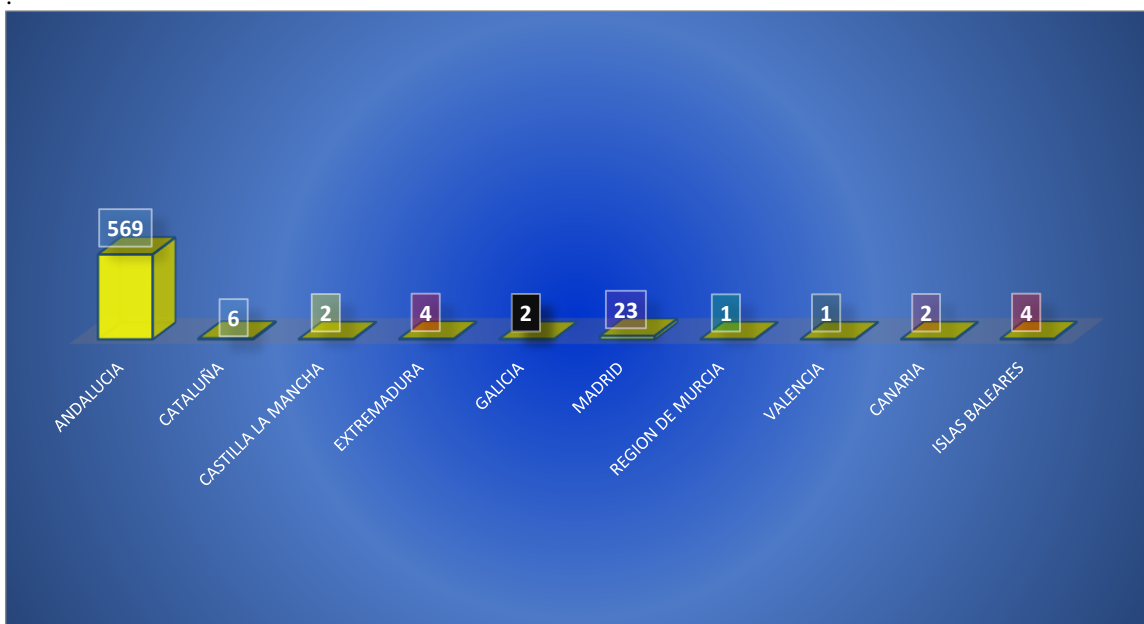 .
569
6
2
4
2
23
1
1
2
4
ANDALUCIA
CATALUÑA
CASTILLA LA MANCHA
EXTREMADURA
GALICIA
MADRID
REGION DE MURCIA
VALENCIA
CANARIA
ISLAS BALEARES